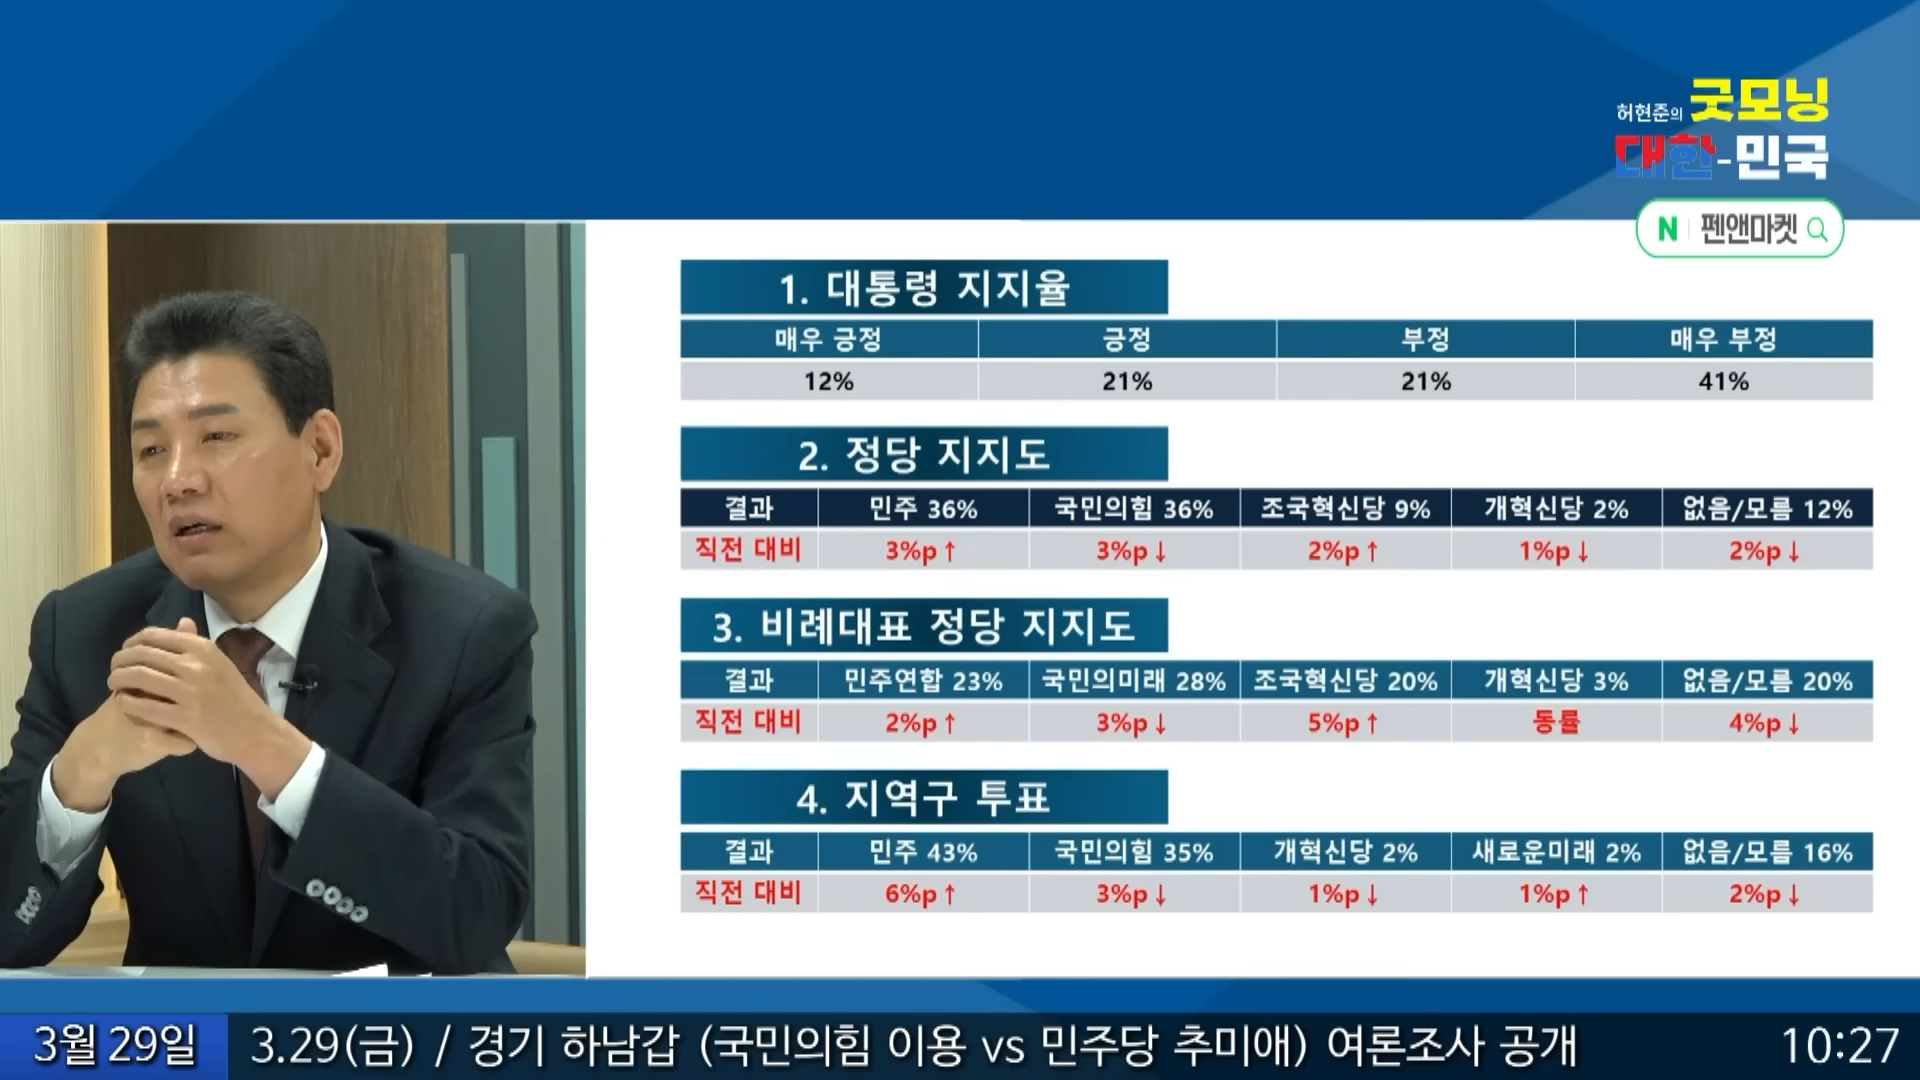 허현준의 굿모닝
대한-민국
N 펜앤마켓
1. 대통령 지지율
매우 긍정 긍정 부정 매우 부정
12% 21% 21% 41%
2. 정당 지지도
결과 민주 36% 국민의힘 36% 조국혁신당 9% 개혁신당 2% 없음/모름 12%
직전 대비 3%p↑ 3%p↓ 2%p↑ 1%p↓ 2%p↓
3. 비례대표 정당 지지도
결과 민주연합 23% 국민의미래 28% 조국혁신당 20% 개혁신당 3% 없음/모름 20%
직전 대비 2%p↑ 3%p↓ 5%p↑ 동률 4%p↓
4. 지역구 투표
결과 민주 43% 국민의힘 35% 개혁신당 2% 새로운미래 2% 없음/모름 16%
직전 대비 6%p↑ 3%p↓ 1%p↓ 1%p↑ 2%p↓
3월 29일 3.29(금) / 경기 하남갑 (국민의힘 이용 vs 민주당 추미애) 여론조사 공개 10:27